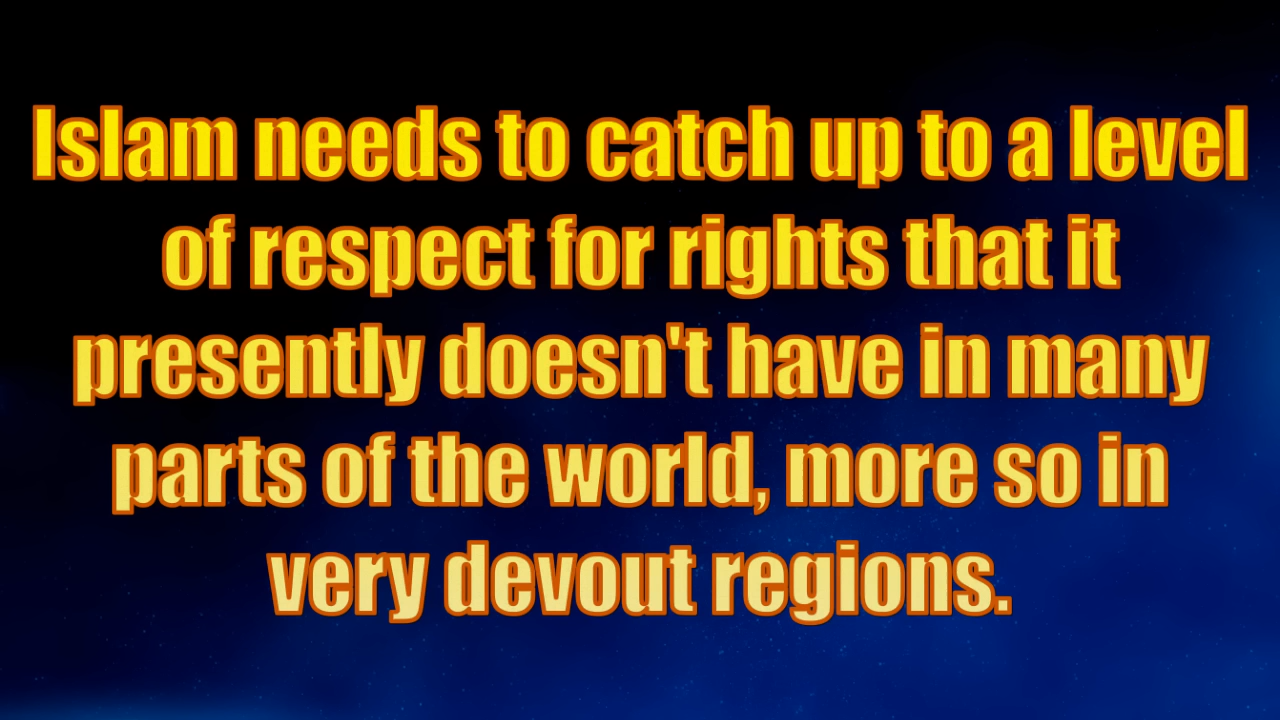 Islam needs to catch up to a level
of respect for rights that it
presently doesn't have in many
parts of the world, more so in
very devout regions.